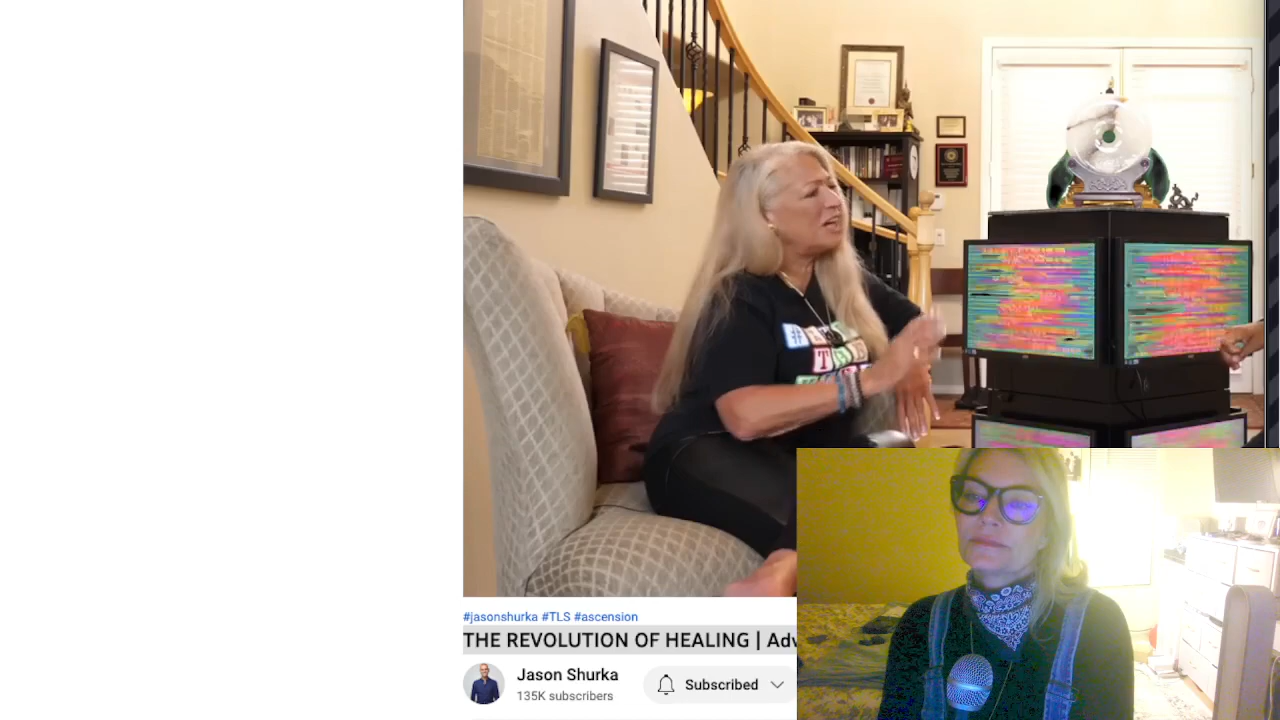 #jasonshurka #TLS #ascension
THE REVOLUTION OF HEALING | Adv
Jason Shurka
135K subscribers
Subscribed